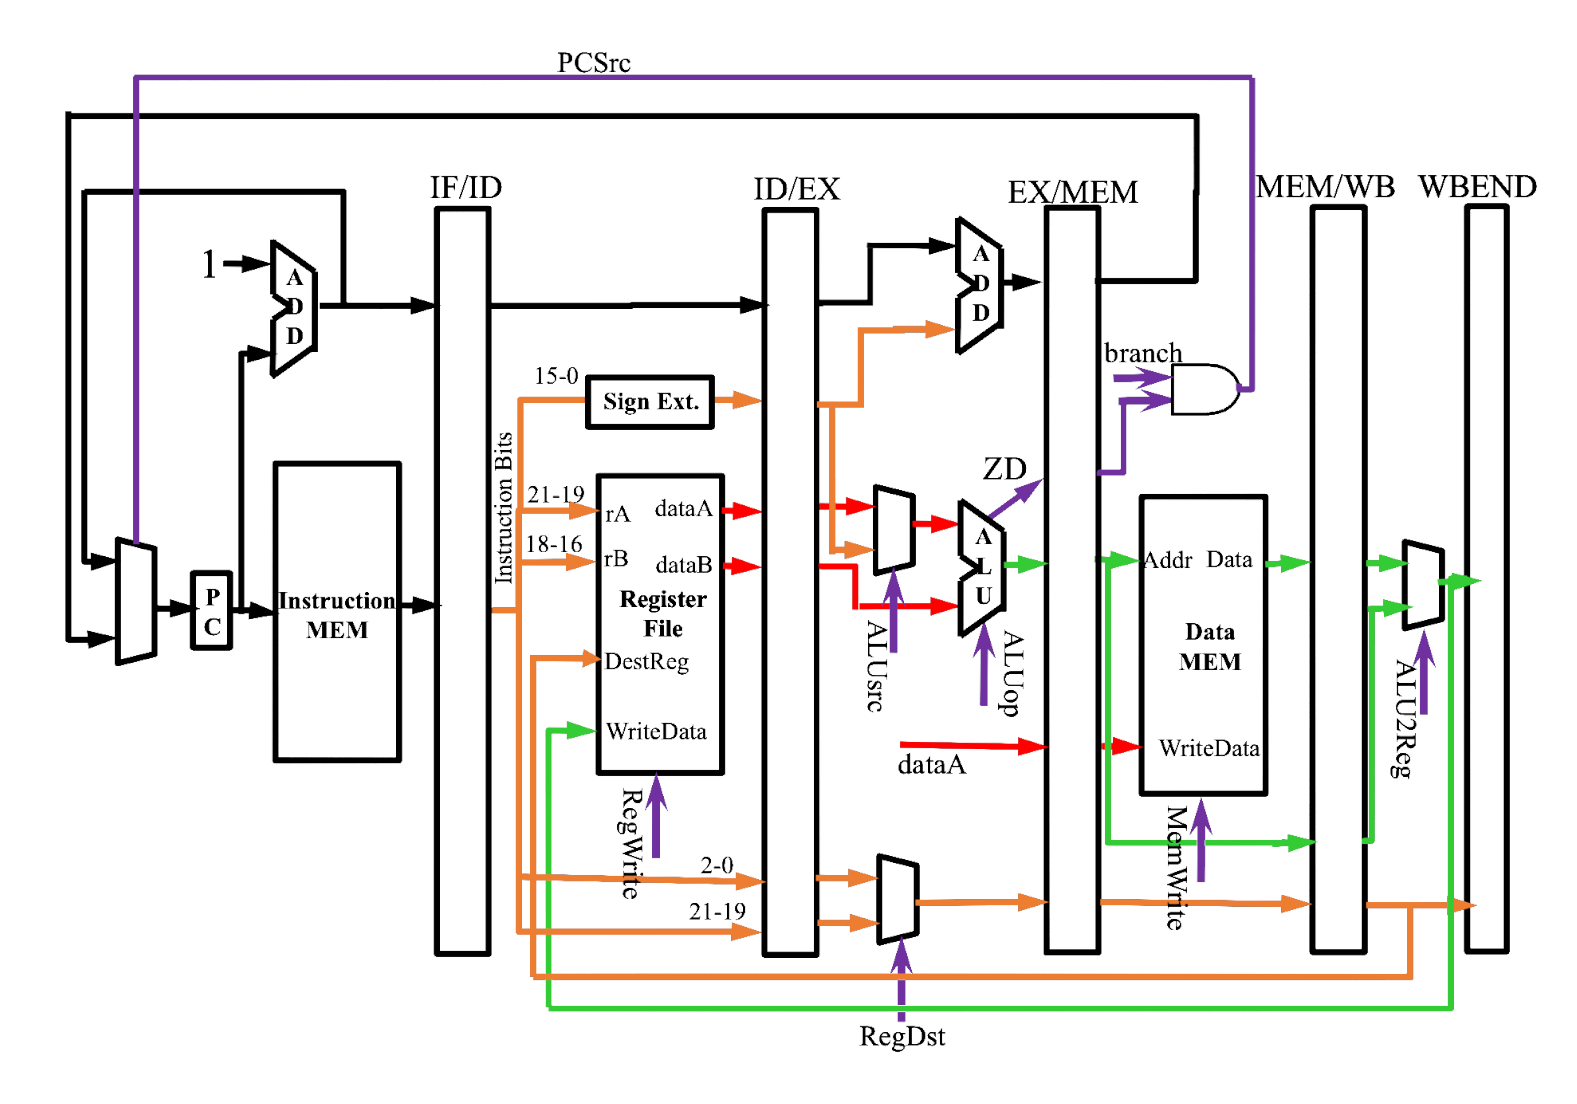 PCSrc
IF/ID
ID/EX
EX/MEM
MEM/WB
WBEND
1
A
D
D
A
D
D
branch
15-0
Sign Ext.
Instruction Bits
21-19
rA
dataA
18-16
rB
dataB
Register
File
DestReg
WriteData
RegWrite
ZD
A
L
U
ALUsrc
ALUop
Addr
Data
Data
MEM
WriteData
MemWrite
ALU2Reg
P
C
Instruction
MEM
dataA
2-0
21-19
RegDst